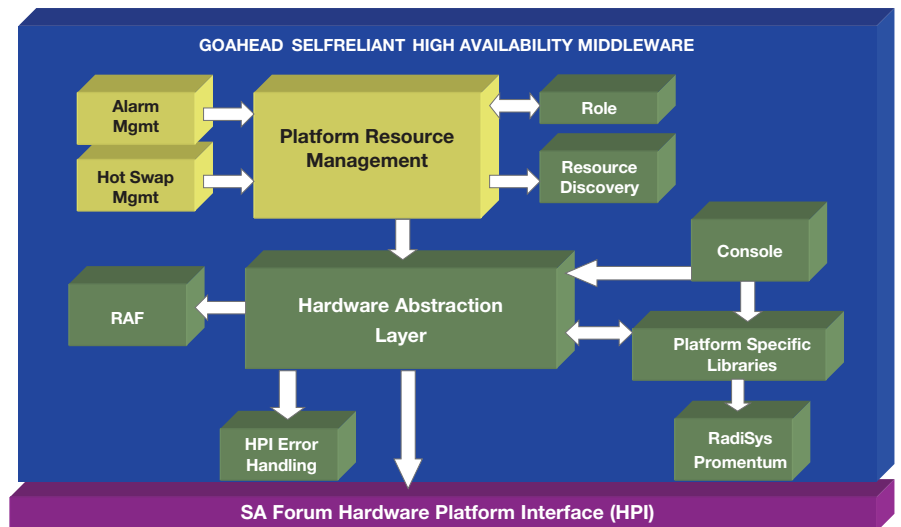 GOAHEAD SELFRELIANT HIGH AVAILABILITY MIDDLEWARE
Alarm
Mgmt
Platform Resource
Management
Role
Hot Swap
Mgmt
Resource
Discovery
Console
Hardware Abstraction
Layer
RAF
Platform Specific
Libraries
HPI Error
Handling
RadiSys
Promentum
SA Forum Hardware Platform Interface (HPI)